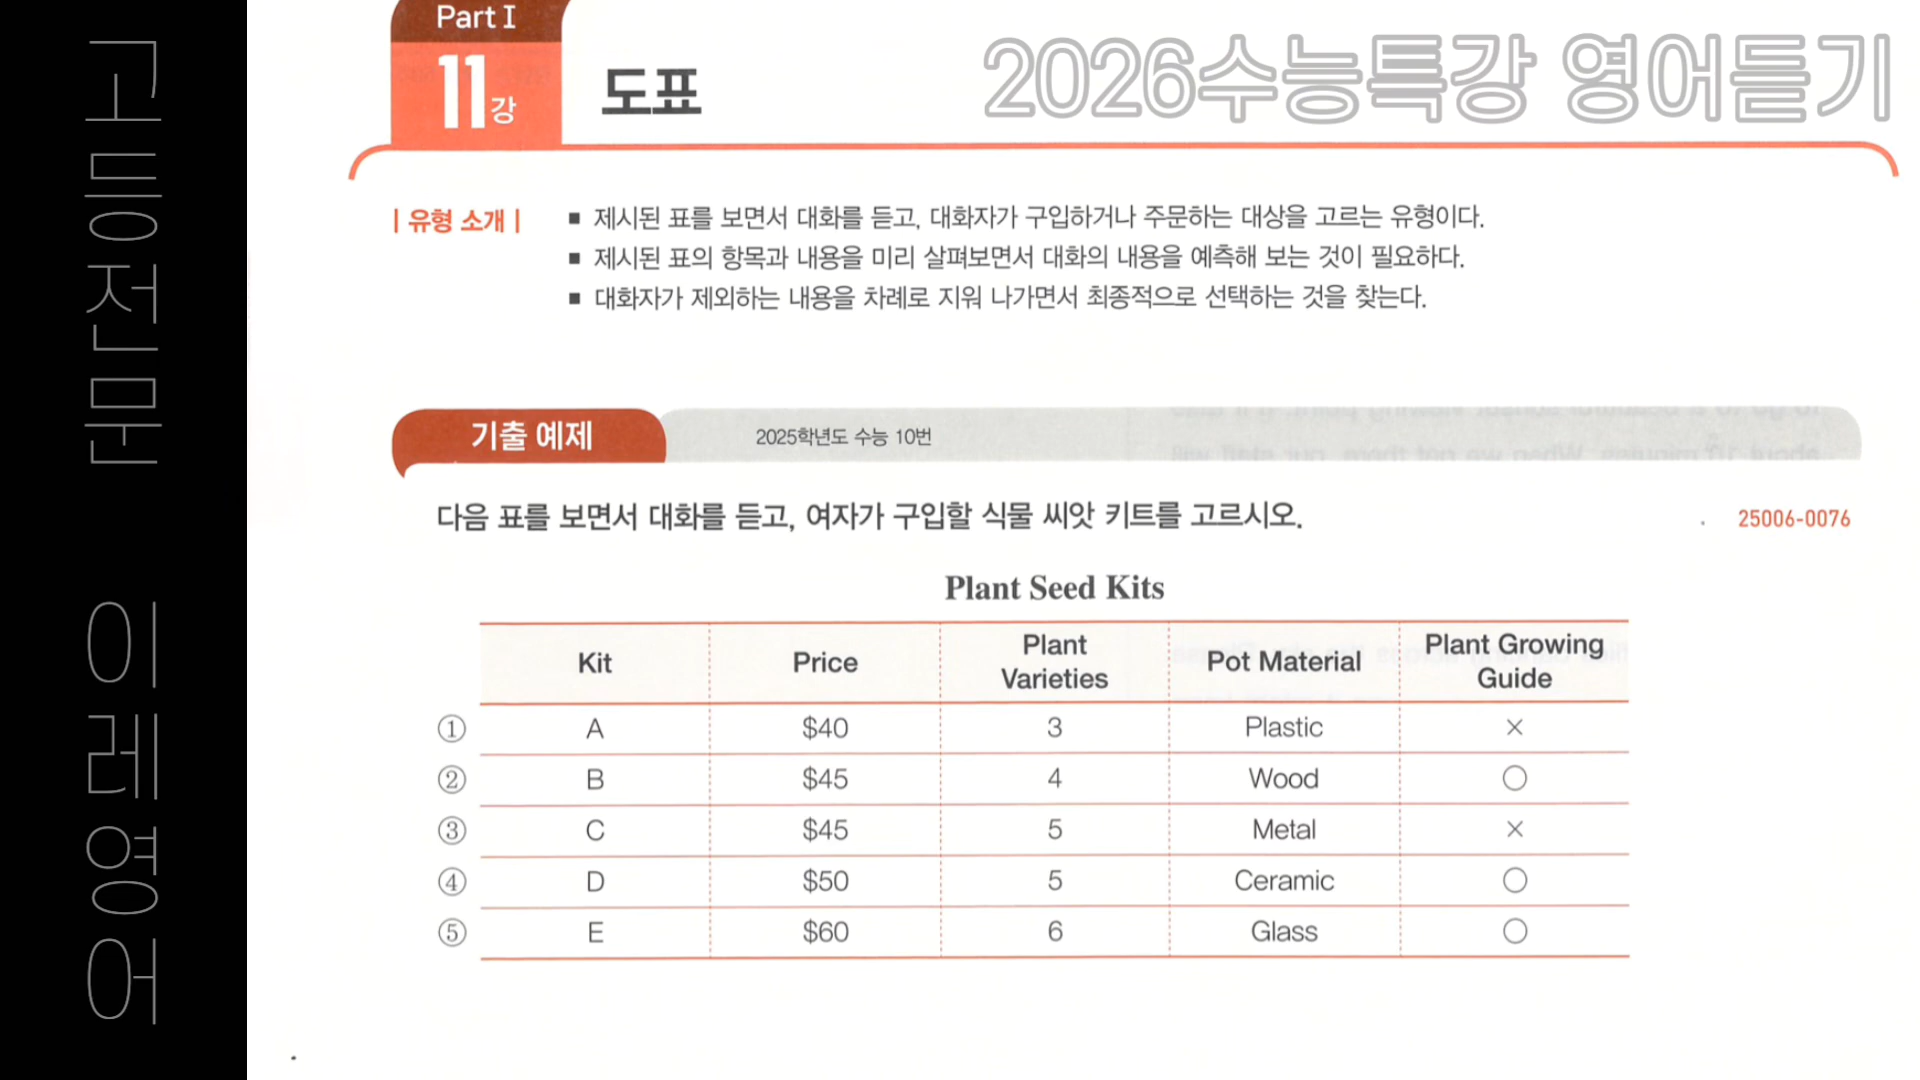 고등전문 이레영어
Part I
11강
도표
2026수능특강 영어듣기
| 유형 소개 |
■ 제시된 표를 보면서 대화를 듣고, 대화자가 구입하거나 주문하는 대상을 고르는 유형이다.
■ 제시된 표의 항목과 내용을 미리 살펴보면서 대화의 내용을 예측해 보는 것이 필요하다.
■ 대화자가 제외하는 내용을 차례로 지워 나가면서 최종적으로 선택하는 것을 찾는다.
기출 예제 2025학년도 수능 10번
다음 표를 보면서 대화를 듣고, 여자가 구입할 식물 씨앗 키트를 고르시오. 25006-0076
Plant Seed Kits
Kit Price Plant Varieties Pot Material Plant Growing Guide
① A $40 3 Plastic ×
② B $45 4 Wood ○
③ C $45 5 Metal ×
④ D $50 5 Ceramic ○
⑤ E $60 6 Glass ○